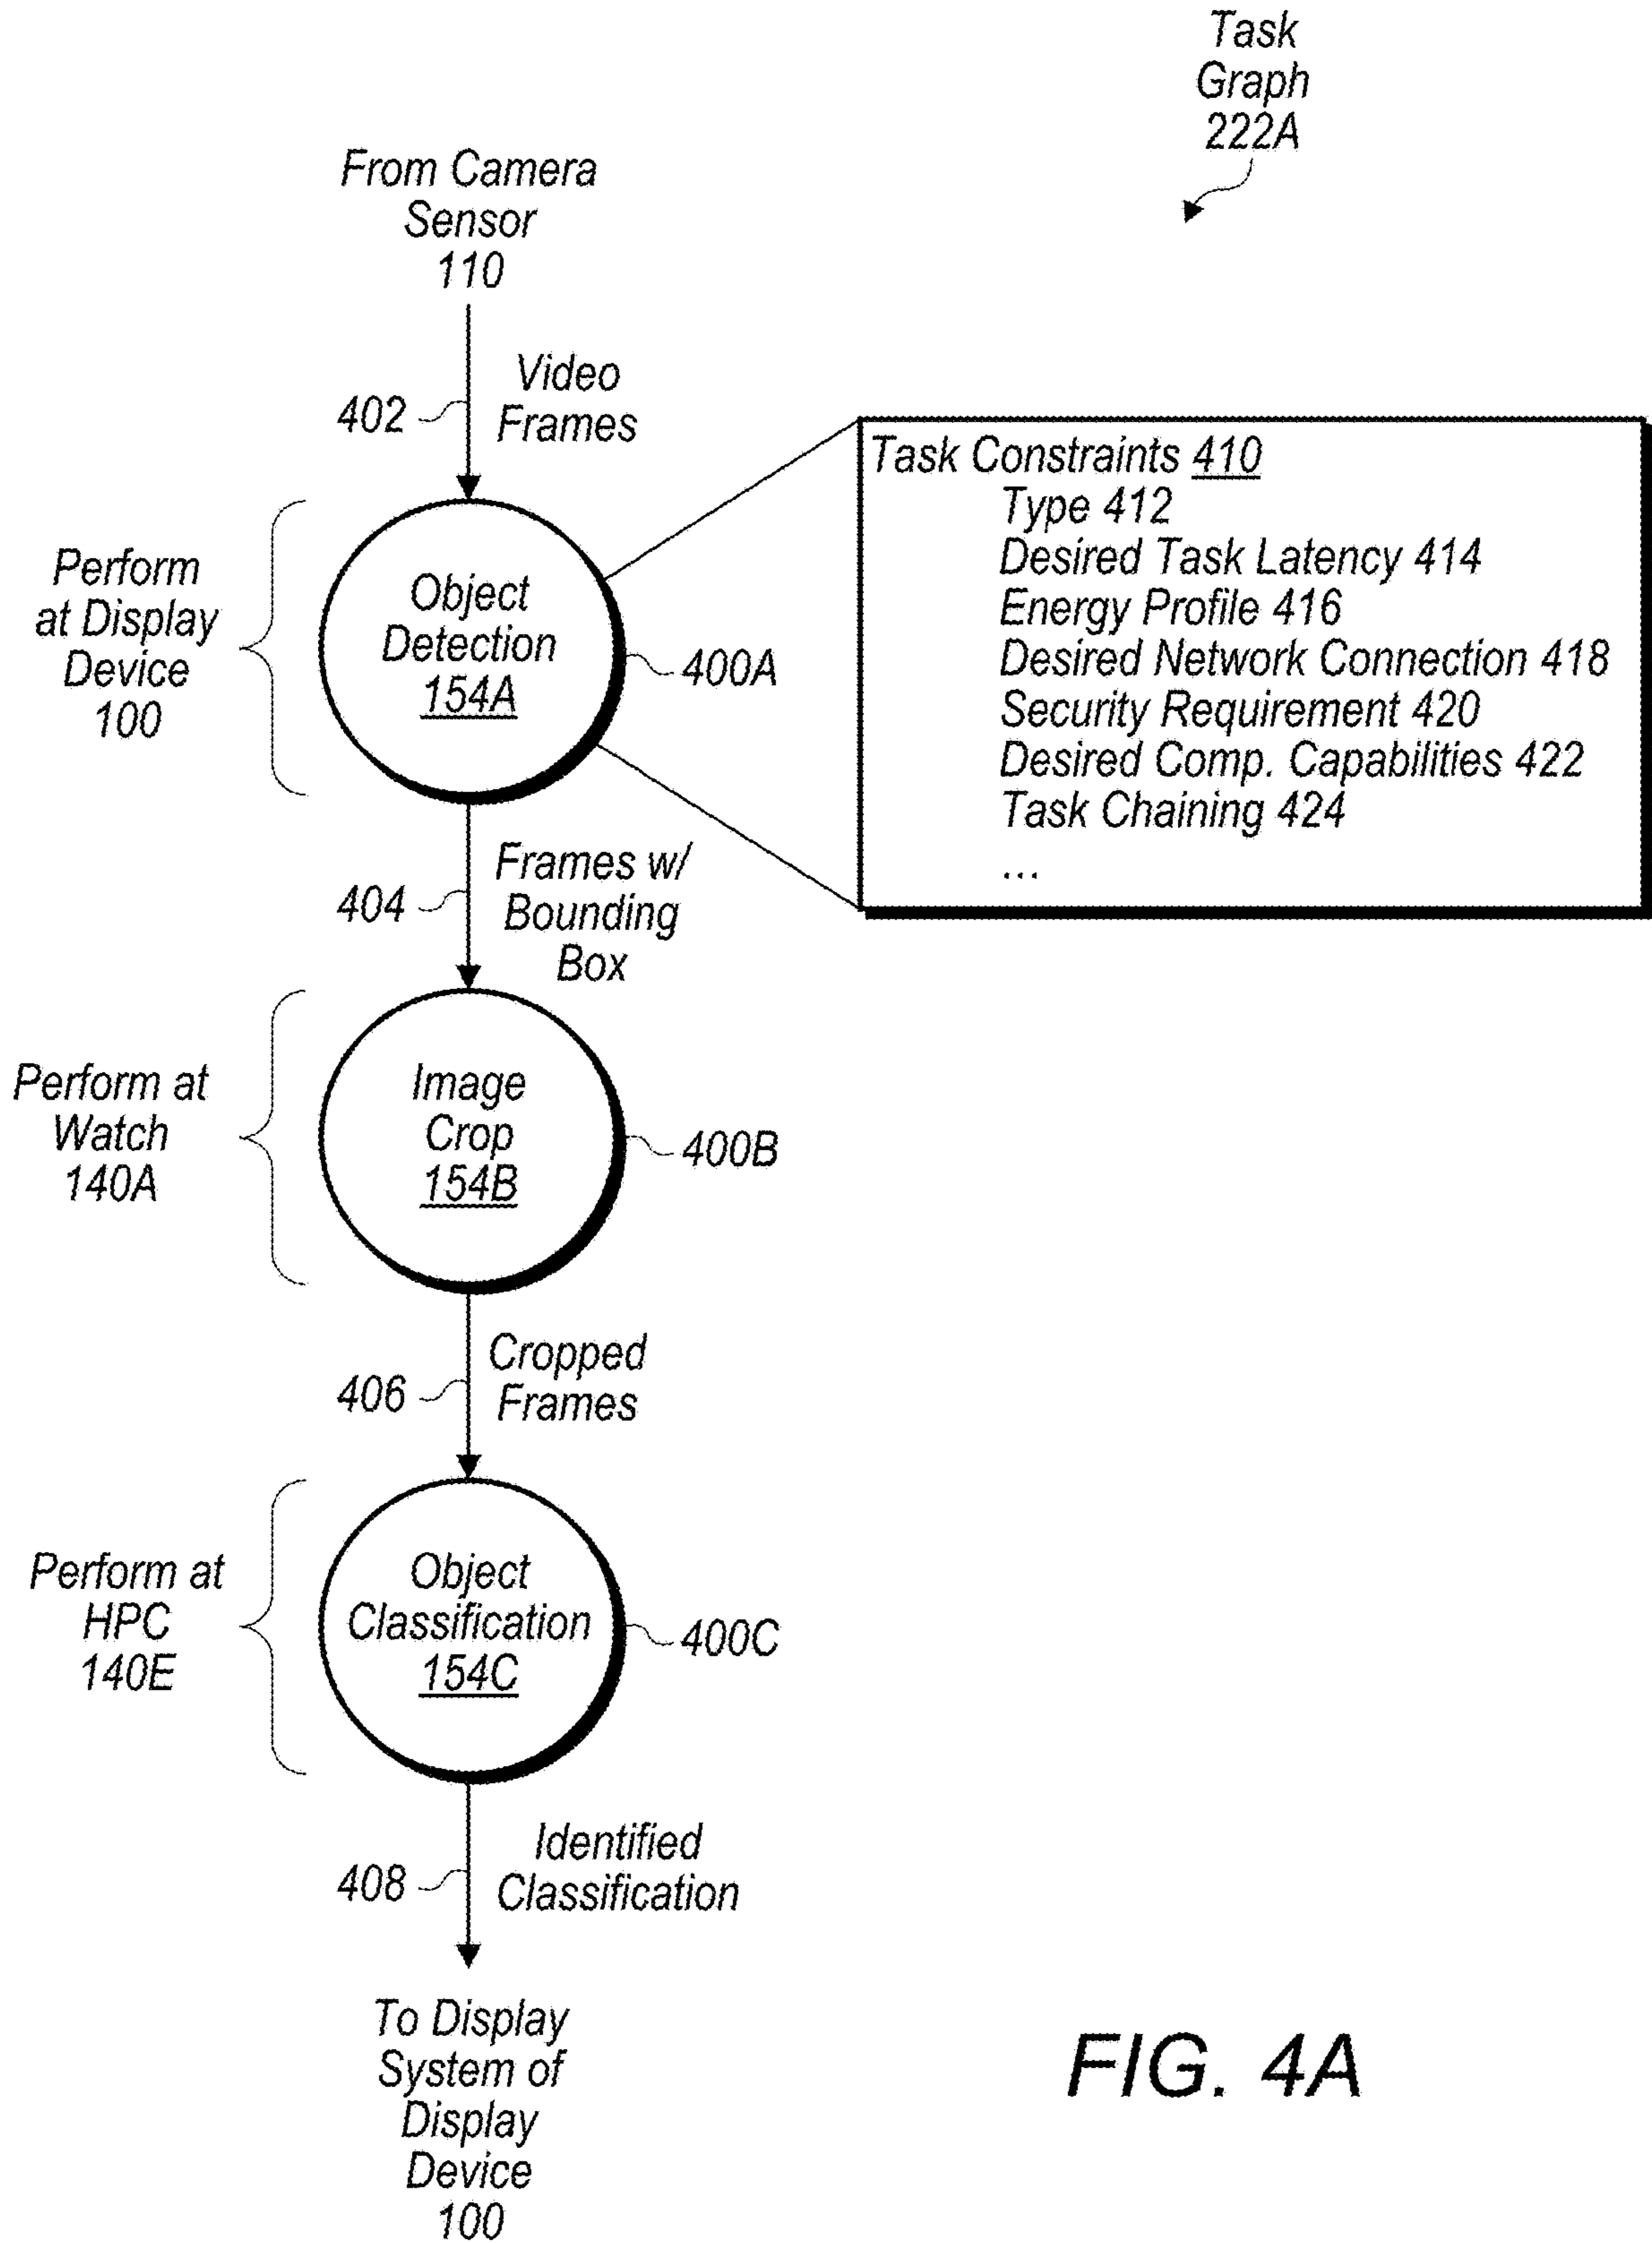 Task
Graph
222A
From Camera
Sensor
110
402
Video
Frames
Task Constraints 410
Type 412
Desired Task Latency 414
Energy Profile 416
Desired Network Connection 418
Security Requirement 420
Desired Comp. Capabilities 422
Task Chaining 424
...
Perform
at Display
Device
100
Object
Detection
154A
400A
404
Frames w/
Bounding
Box
Perform at
Watch
140A
Image
Crop
154B
400B
406
Cropped
Frames
Perform at
HPC
140E
Object
Classification
154C
400C
408
Identified
Classification
To Display
System of
Display
Device
100
FIG. 4A